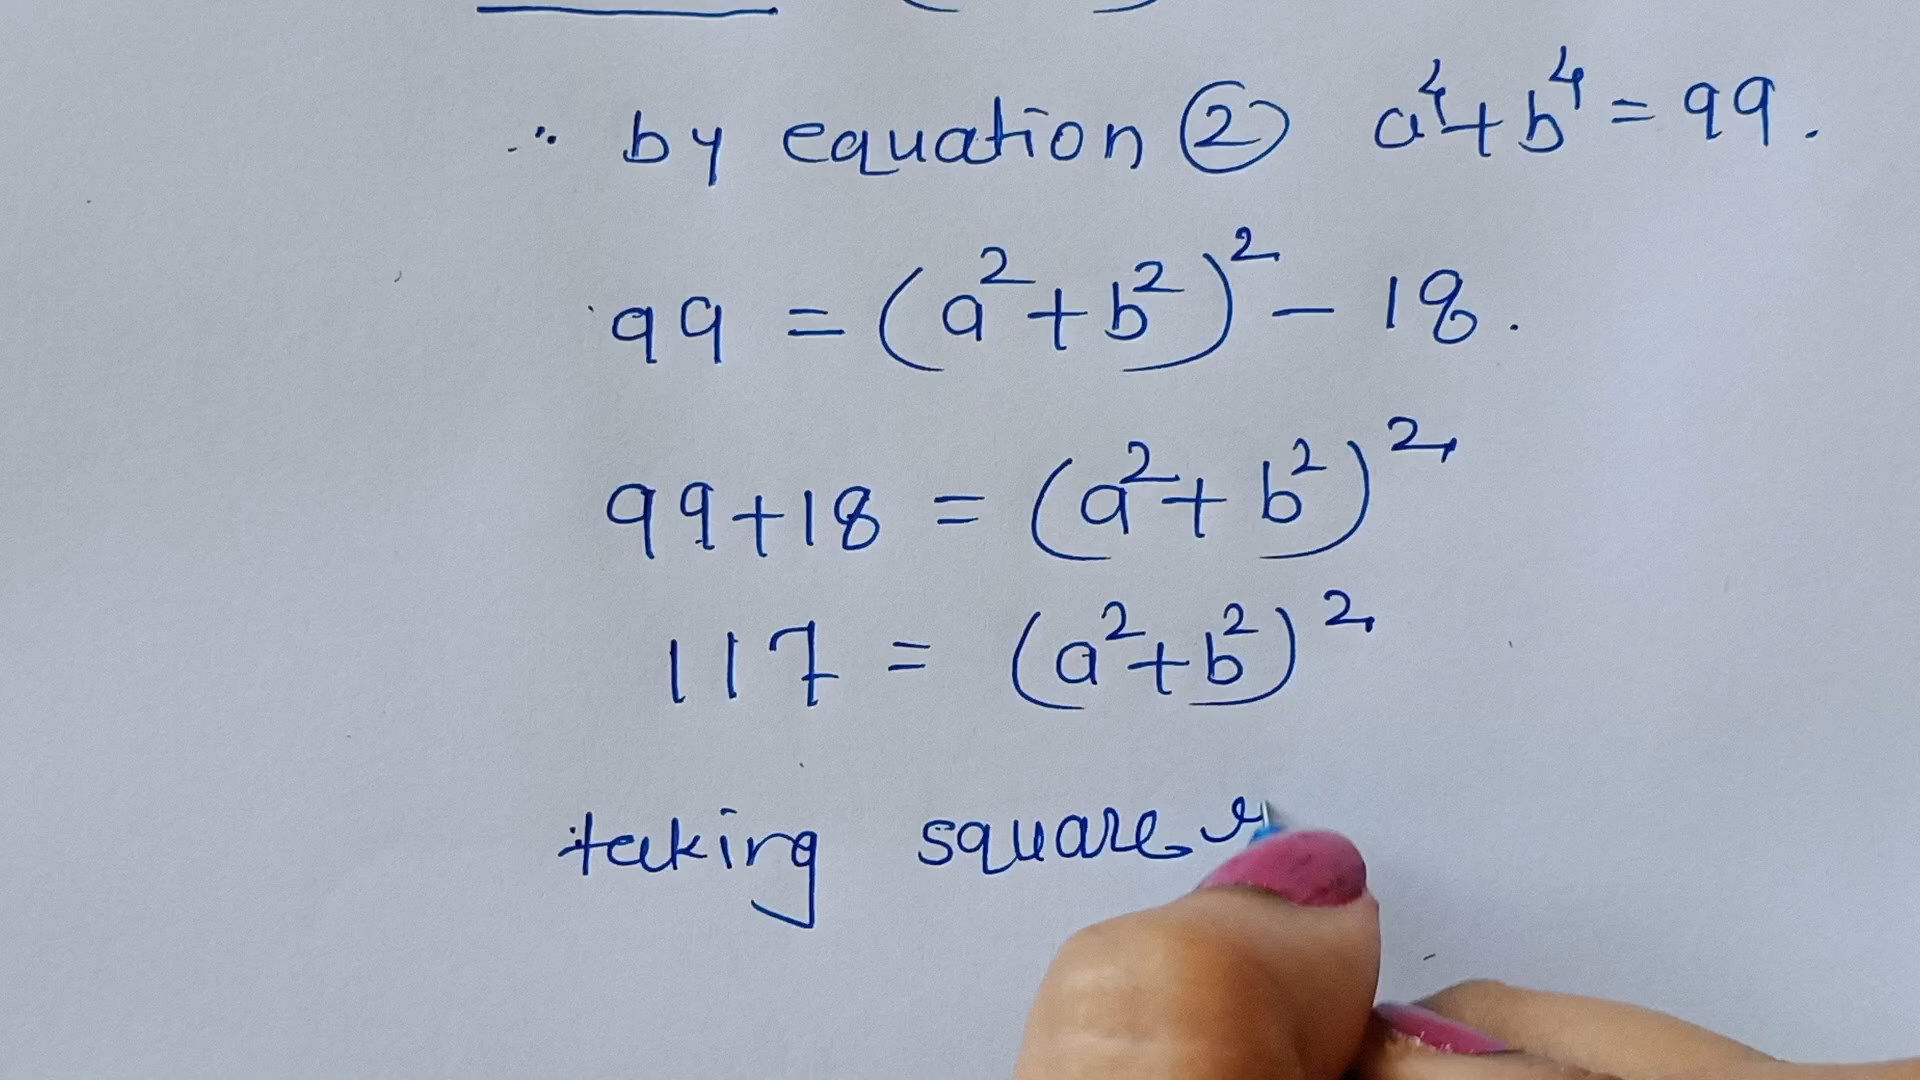 ∴ by equation ② a⁴+b⁴ = 99.
99 = (a²+b²)² - 18.
99+18 = (a²+b²)²
117 = (a²+b²)²
taking square